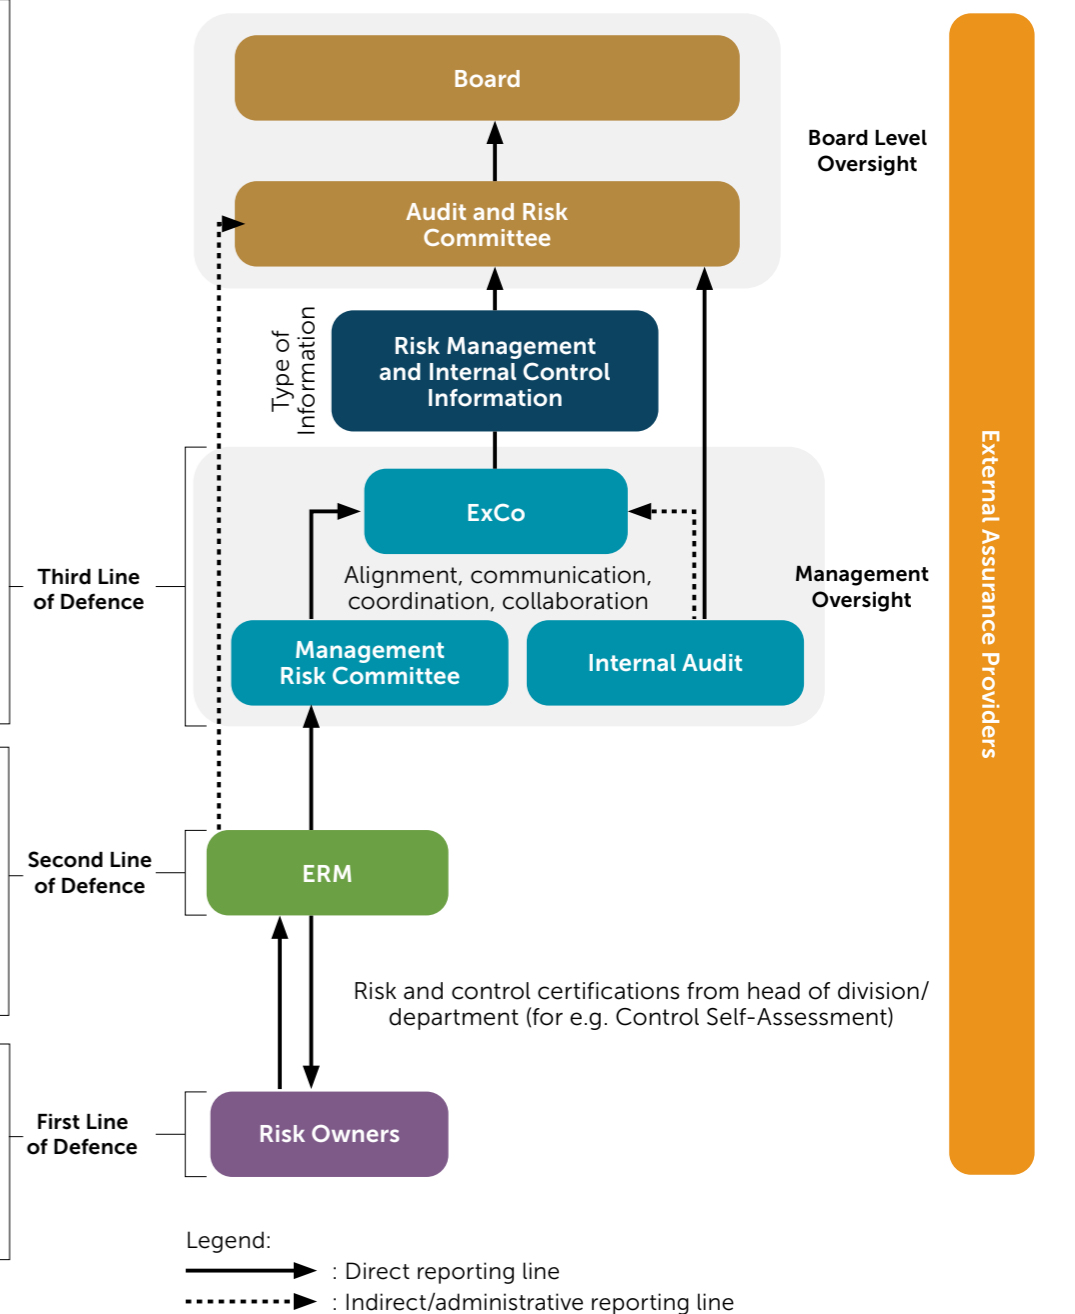 Board
Board Level
Oversight
Audit and Risk
Committee
Type of
Information
Risk Management
and Internal Control
Information
ExCo
Alignment, communication,
coordination, collaboration
Third Line
of Defence
Management
Oversight
Management
Risk Committee
Internal Audit
External Assurance Providers
Second Line
of Defence
ERM
Risk and control certifications from head of division/
department (for e.g. Control Self-Assessment)
First Line
of Defence
Risk Owners
Legend:
: Direct reporting line
: Indirect/administrative reporting line